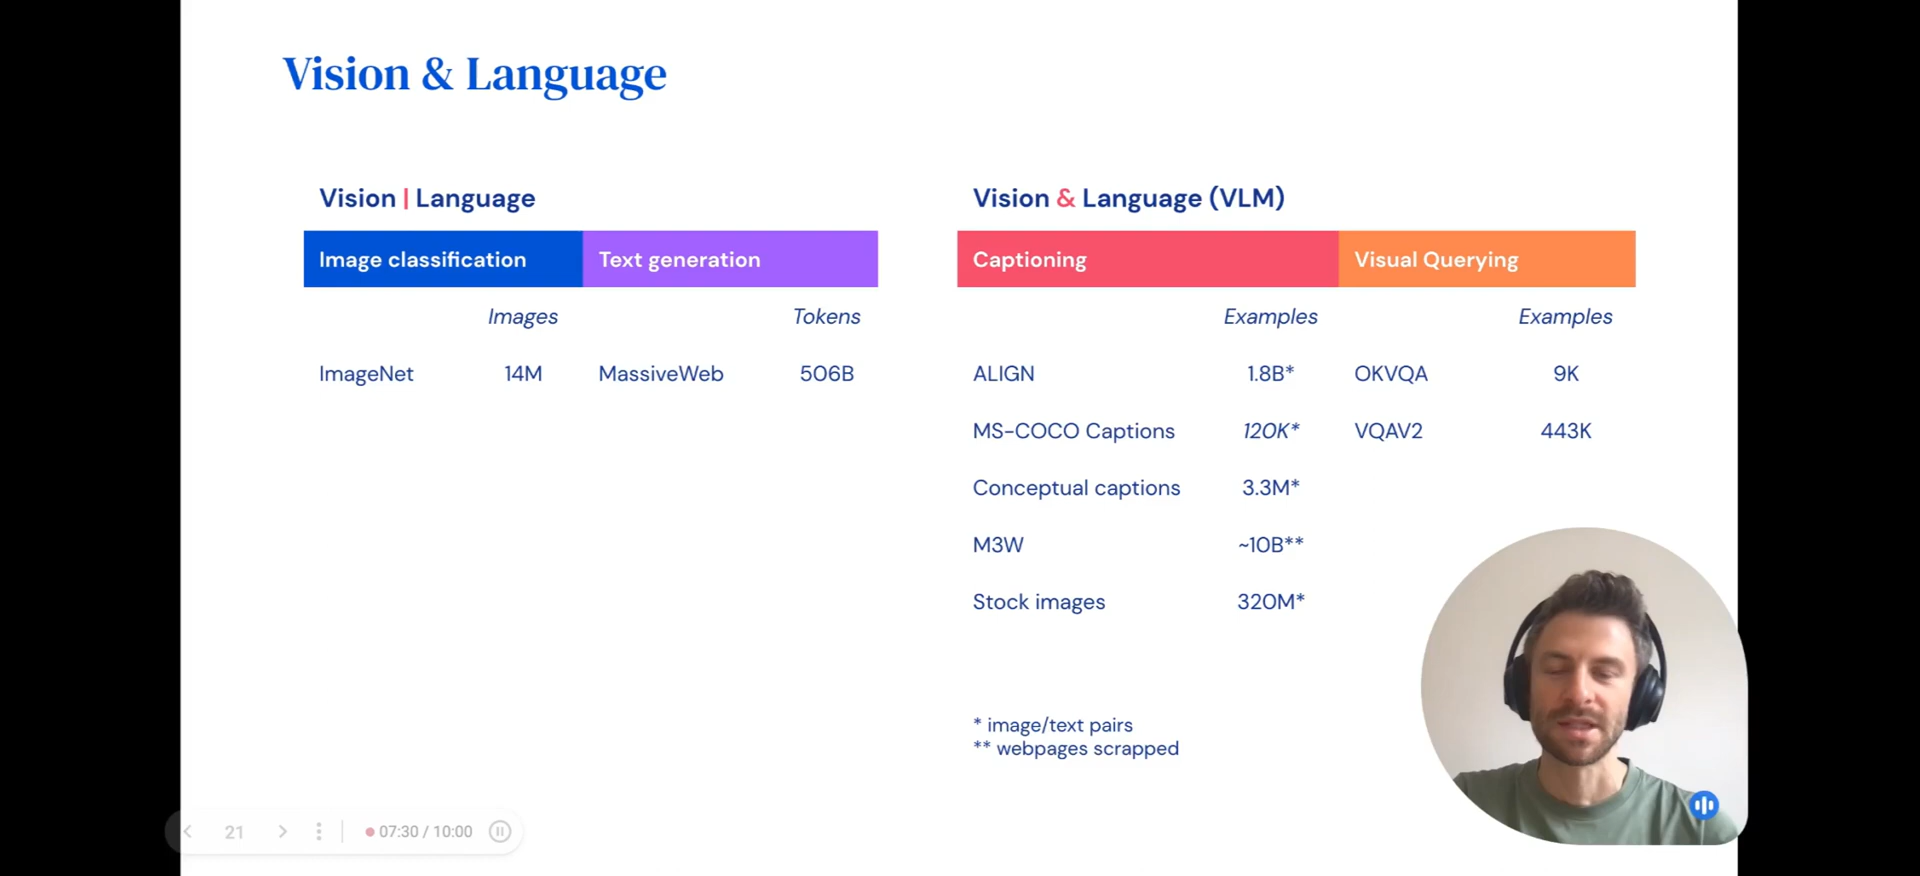 Vision & Language
Vision | Language
Image classification Text generation
Images Tokens
ImageNet 14M MassiveWeb 506B
Vision & Language (VLM)
Captioning Visual Querying
Examples Examples
ALIGN 1.8B* OKVQA 9K
MS-COCO Captions 120K* VQAV2 443K
Conceptual captions 3.3M*
M3W ~10B**
Stock images 320M*
* image/text pairs
** webpages scrapped
21 07:30 / 10:00